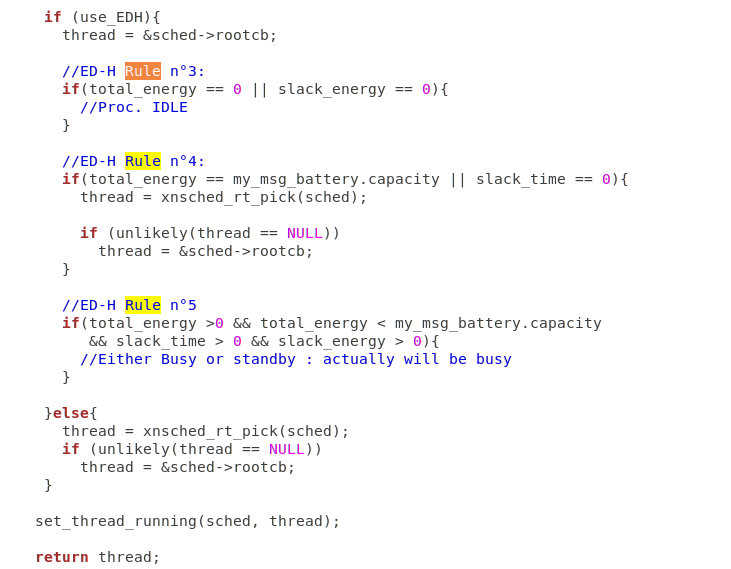 if (use_EDH){
thread = &sched->rootcb;
//ED-H Rule n°3:
if(total_energy == 0 || slack_energy == 0){
//Proc. IDLE
}
//ED-H Rule n°4:
if(total_energy == my_msg_battery.capacity || slack_time == 0){
thread = xnsched_rt_pick(sched);
if (unlikely(thread == NULL))
thread = &sched->rootcb;
}
//ED-H Rule n°5
if(total_energy >0 && total_energy < my_msg_battery.capacity
&& slack_time > 0 && slack_energy > 0){
//Either Busy or standby : actually will be busy
}
}else{
thread = xnsched_rt_pick(sched);
if (unlikely(thread == NULL))
thread = &sched->rootcb;
}
set_thread_running(sched, thread);
return thread;